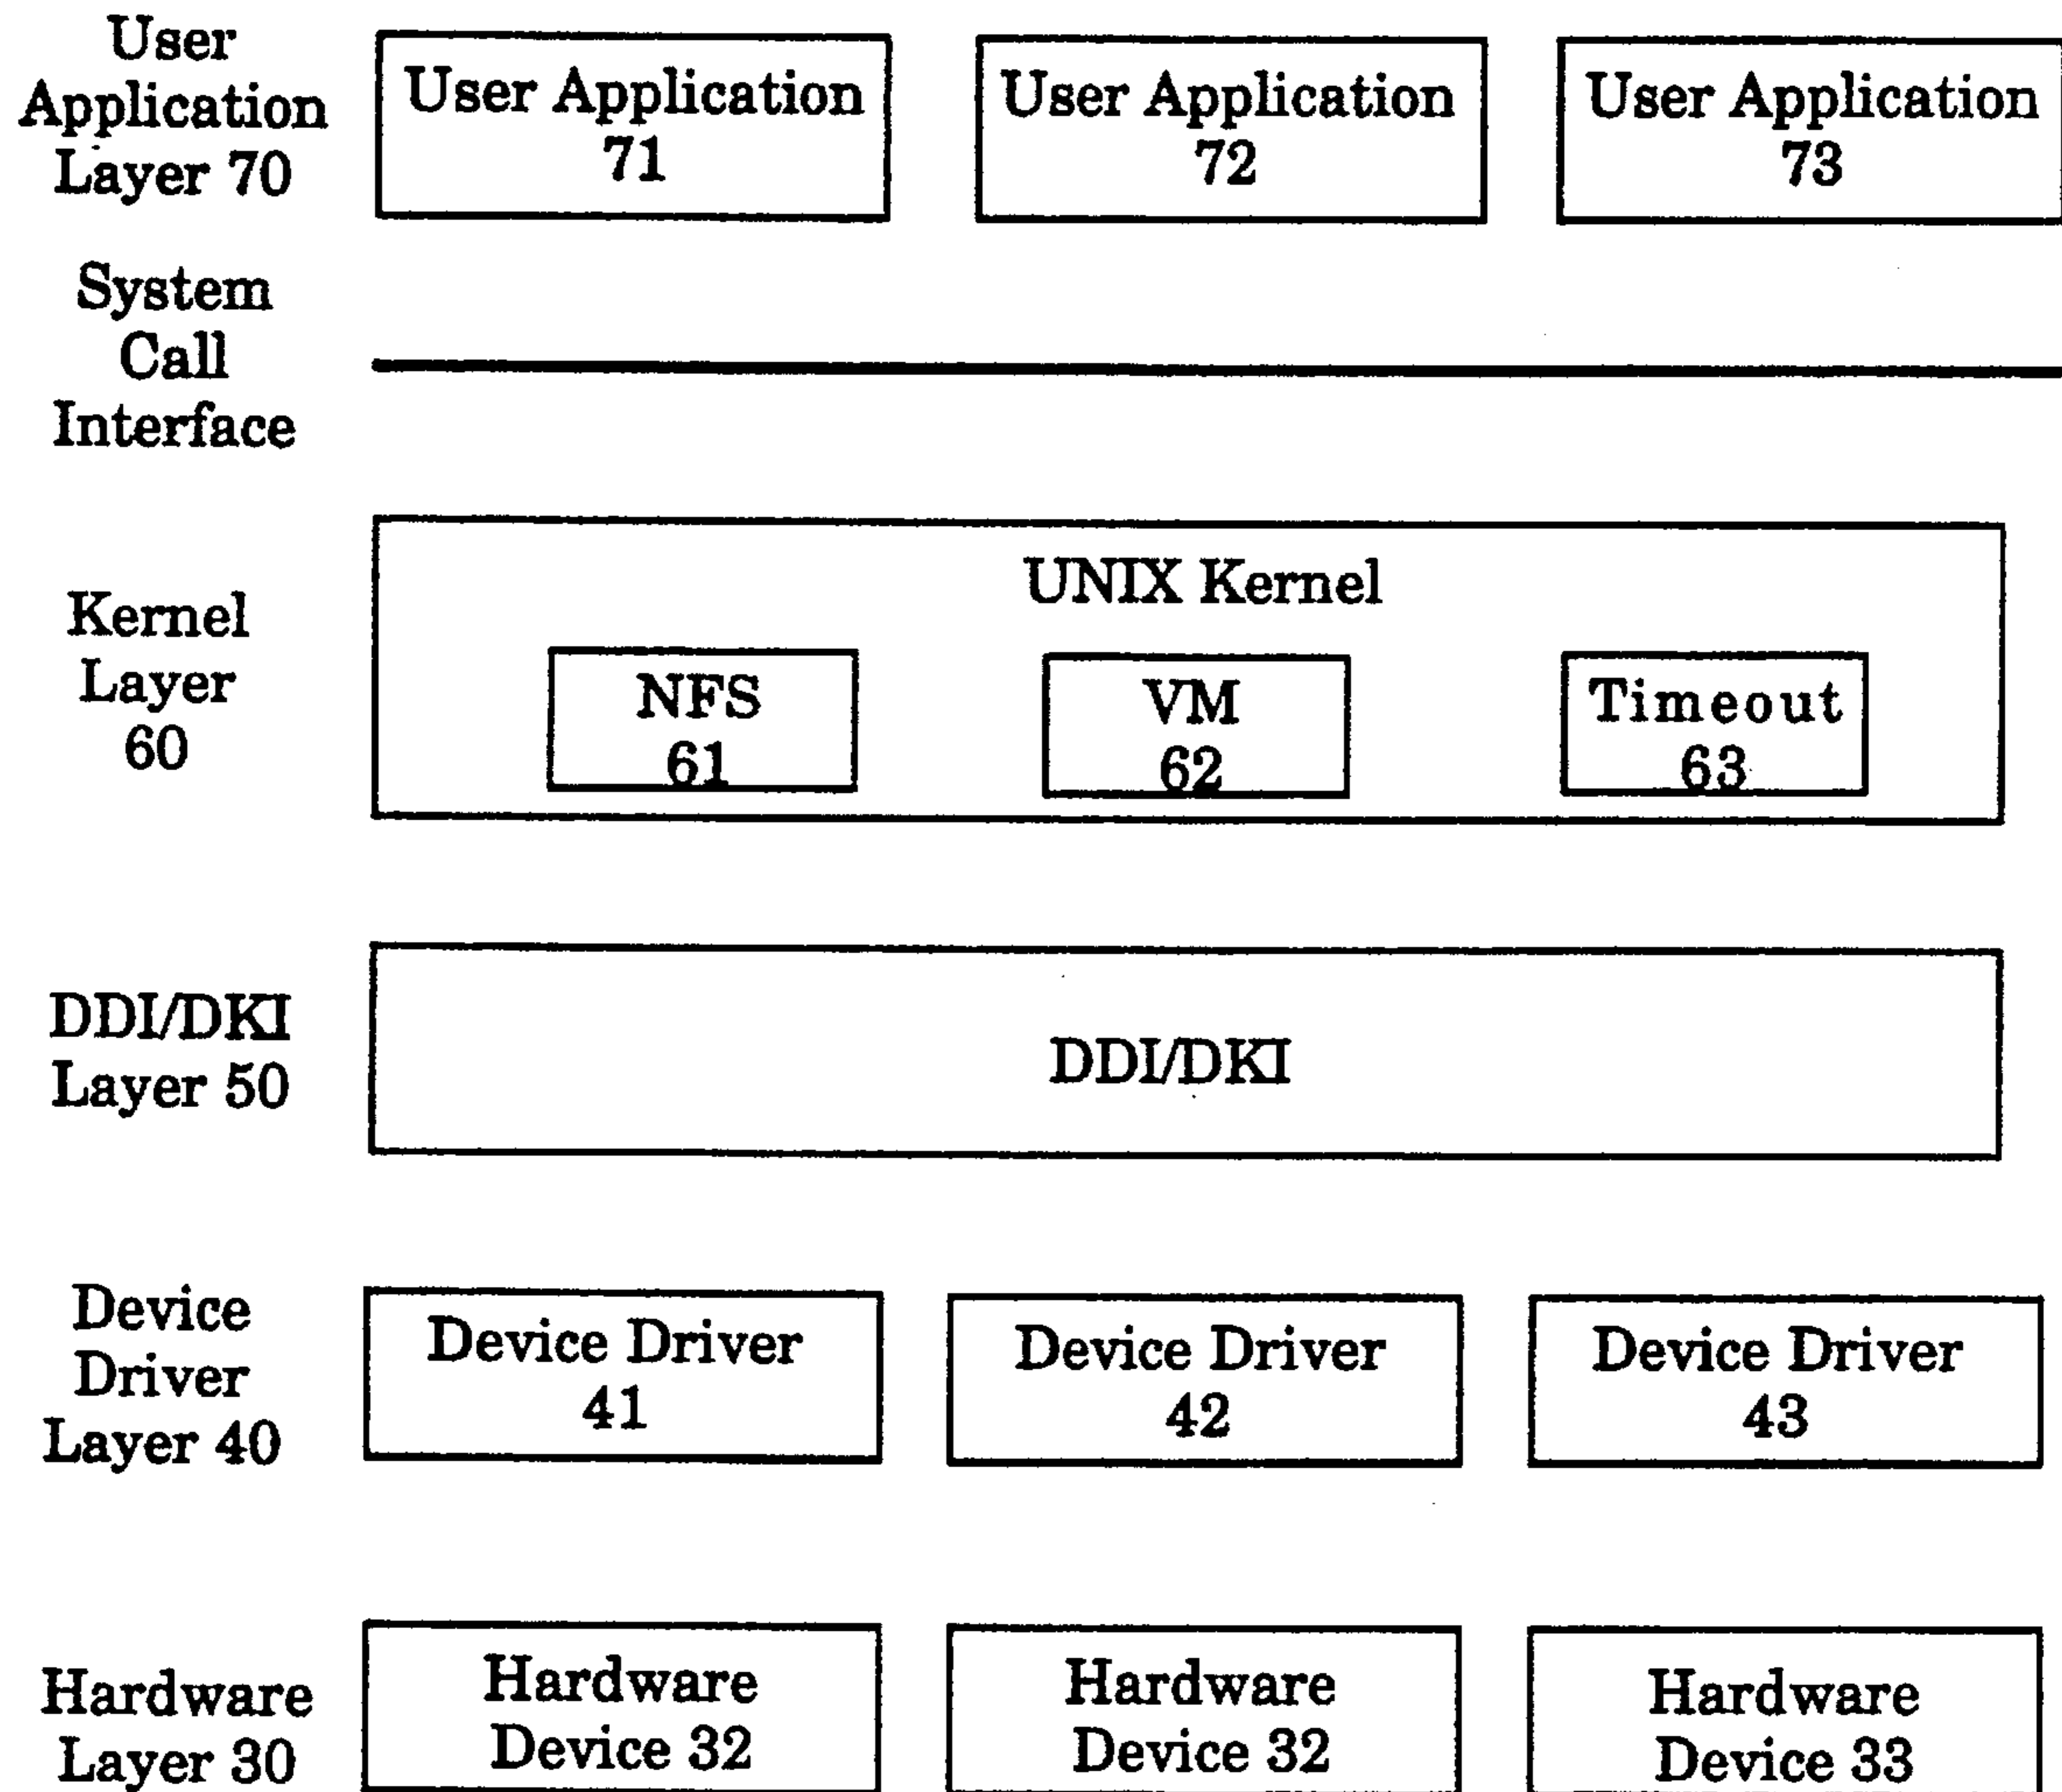 User
Application
Layer 70
User Application
71
User Application
72
User Application
73
System
Call
Interface
Kernel
Layer
60
UNIX Kernel
NFS
61
VM
62
Timeout
63
DDI/DKI
Layer 50
DDI/DKI
Device
Driver
Layer 40
Device Driver
41
Device Driver
42
Device Driver
43
Hardware
Layer 30
Hardware
Device 32
Hardware
Device 32
Hardware
Device 33